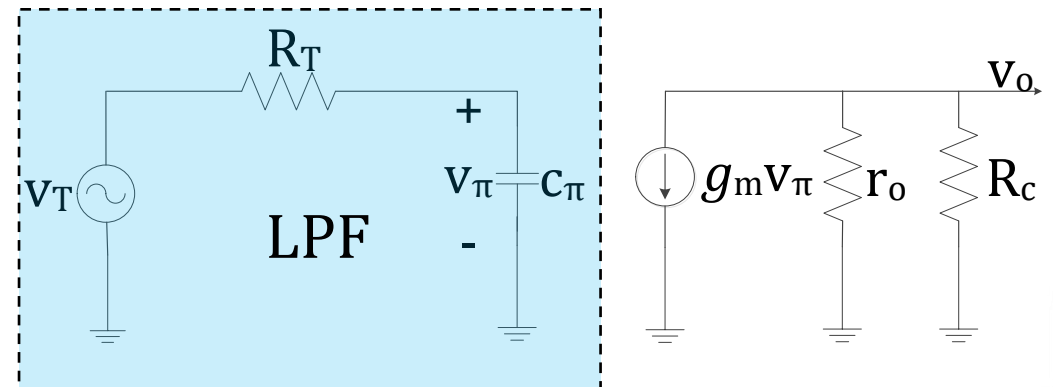 R_T
+
v_T
v_π
c_π
LPF
-
v_o
g_m v_π
r_o
R_c